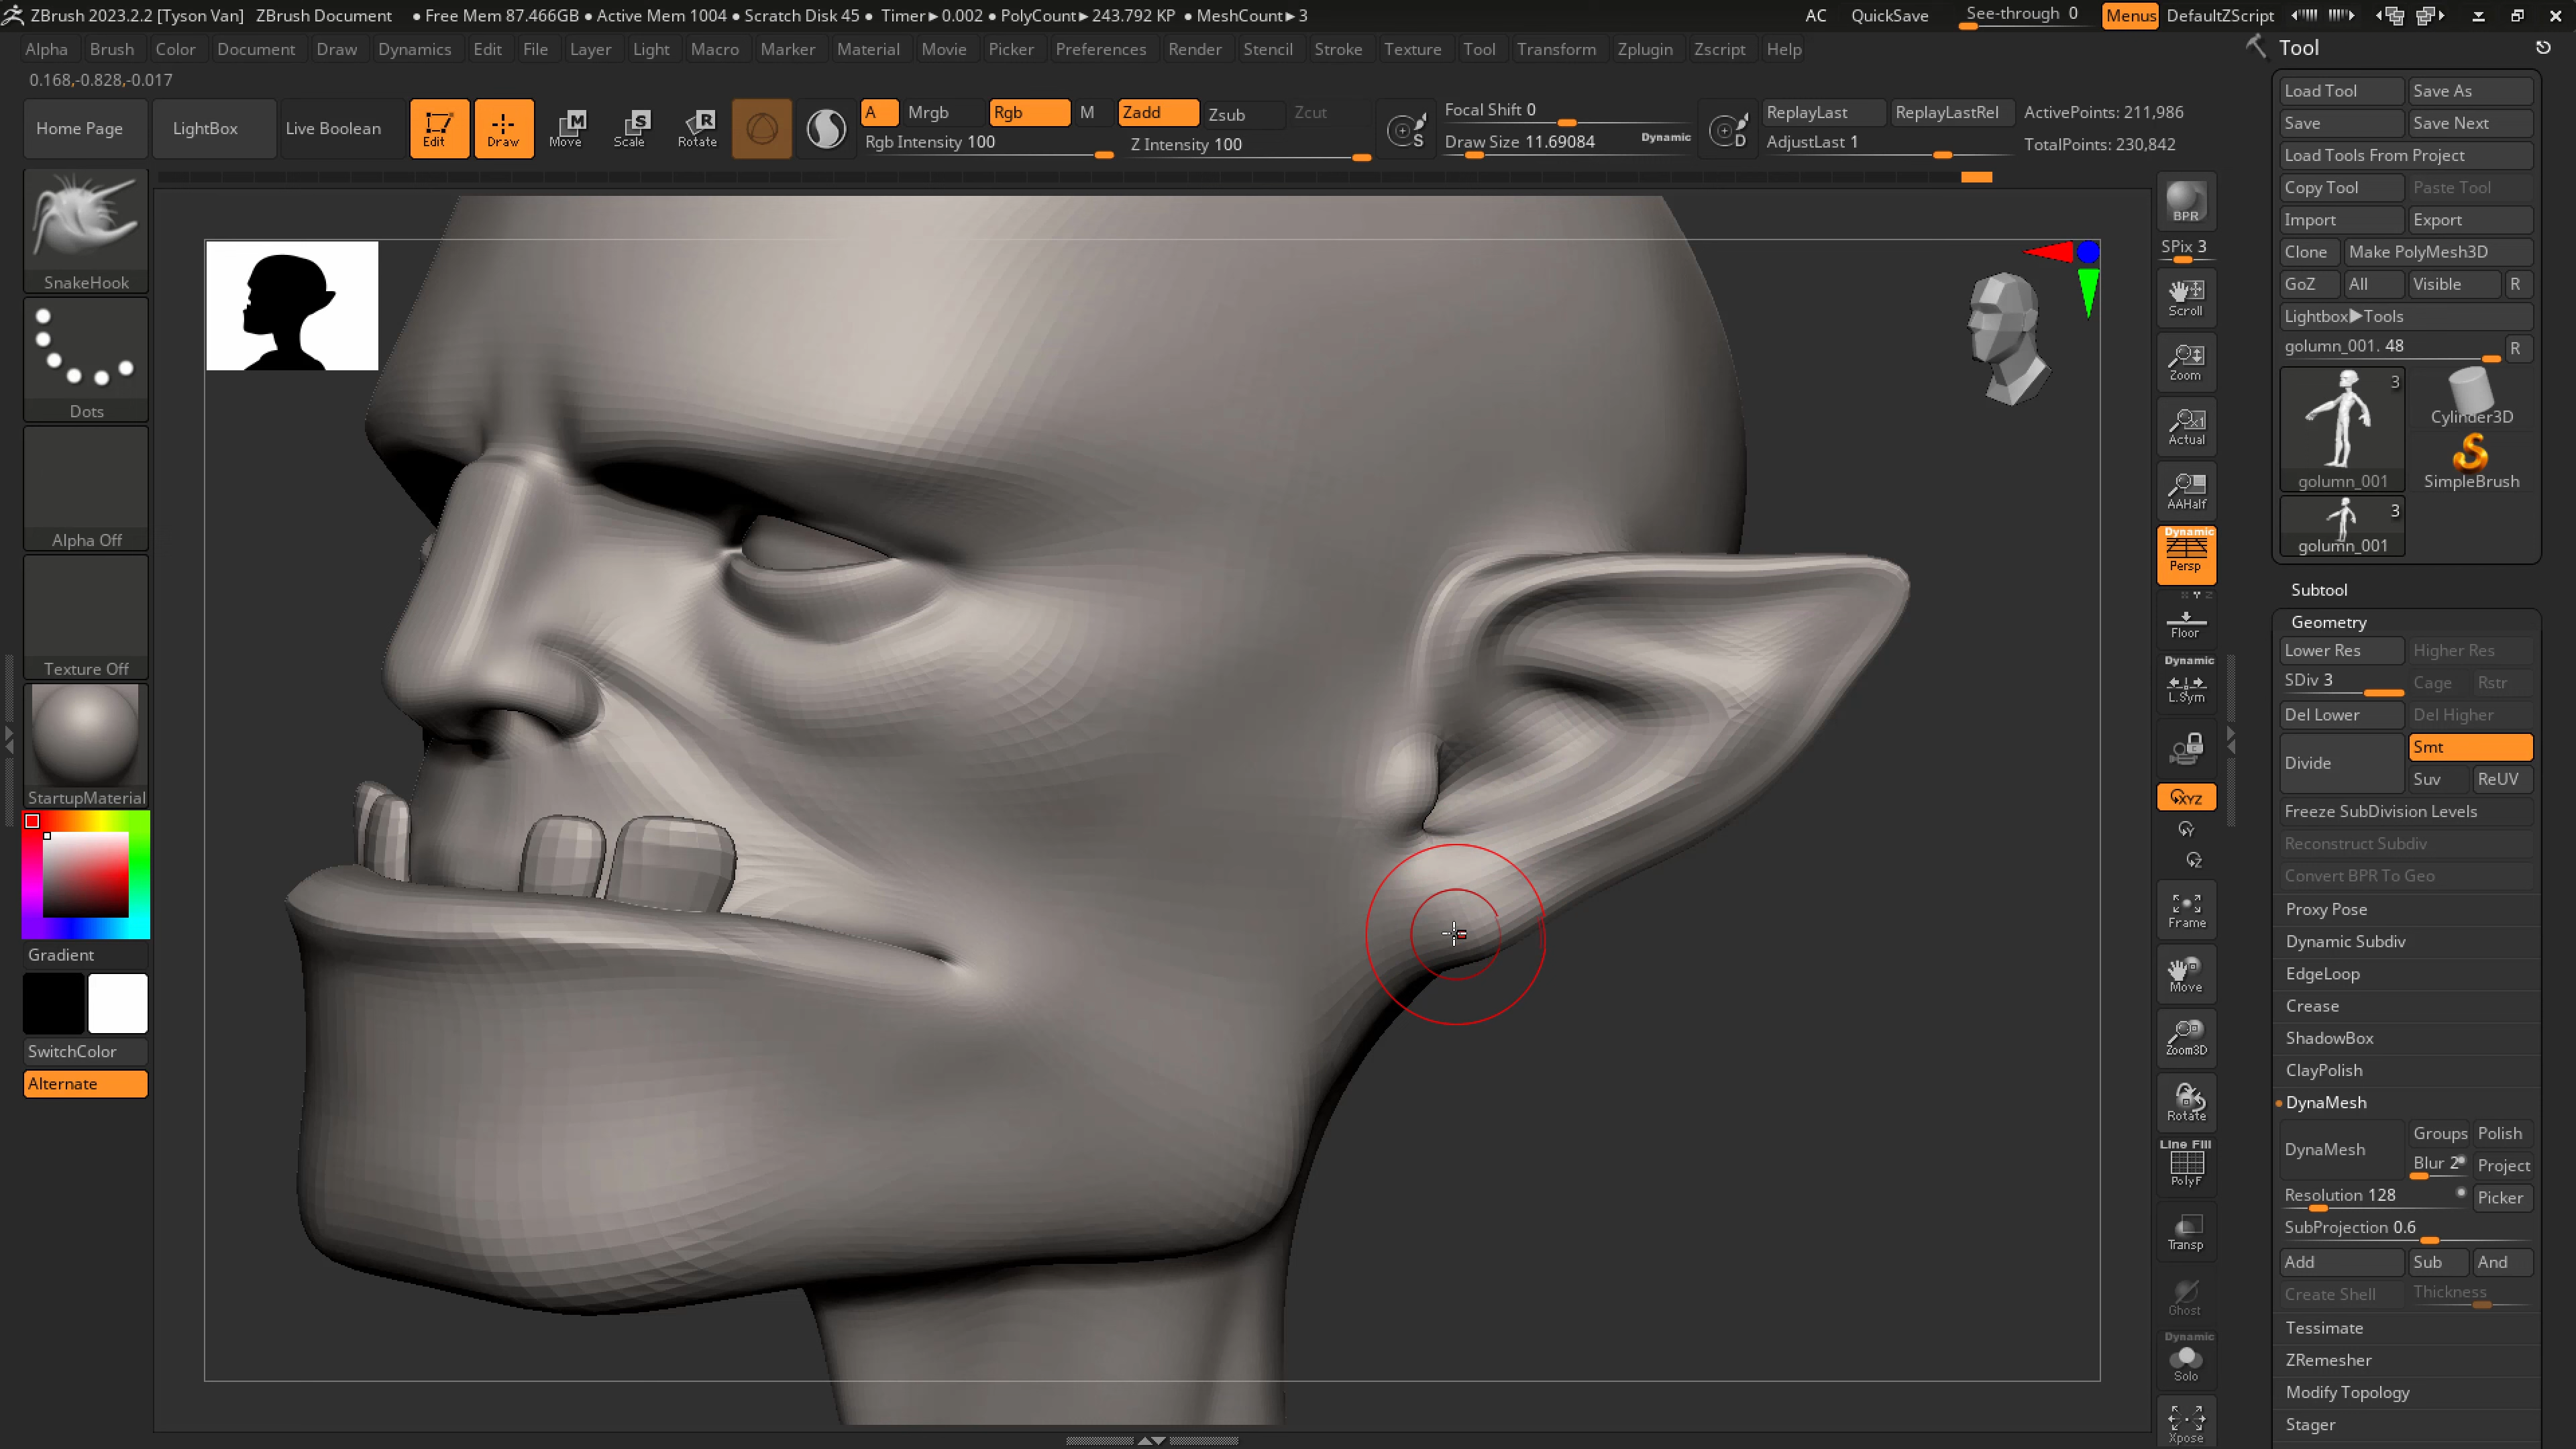 ZBrush 2023.2.2 [Tyson Van] ZBrush Document ● Free Mem 87.466GB ● Active Mem 1004 ● Scratch Disk 45 ● Timer►0.002 ● PolyCount►243.792 KP ● MeshCount►3 AC QuickSave See-through 0 Menus DefaultZScript
Alpha Brush Color Document Draw Dynamics Edit File Layer Light Macro Marker Material Movie Picker Preferences Render Stencil Stroke Texture Tool Transform Zplugin Zscript Help
Tool
0.168,-0.828,-0.017
Home Page LightBox Live Boolean Edit Draw Move Scale Rotate
A Mrgb Rgb M Zadd Zsub Zcut
Rgb Intensity 100 Z Intensity 100
Focal Shift 0
Draw Size 11.69084 Dynamic
ReplayLast ReplayLastRel ActivePoints: 211,986
AdjustLast 1 TotalPoints: 230,842
SnakeHook
Dots
Alpha Off
Texture Off
StartupMaterial
Gradient
SwitchColor
Alternate
BPR
SPix 3
Scroll
Zoom
Actual
AAHalf
Dynamic
Persp
Floor
Dynamic
L.Sym
XYZ
Y
Z
Frame
Move
Zoom3D
Rotate
Line Fill
PolyF
Transp
Ghost
Dynamic
Solo
Xpose
Load Tool Save As
Save Save Next
Load Tools From Project
Copy Tool Paste Tool
Import Export
Clone Make PolyMesh3D
GoZ All Visible R
Lightbox►Tools
golumn_001. 48 R
3
golumn_001 Cylinder3D
SimpleBrush
3
golumn_001
Subtool
Geometry
Lower Res Higher Res
SDiv 3 Cage Rstr
Del Lower Del Higher
Divide Smt
Suv ReUV
Freeze SubDivision Levels
Reconstruct Subdiv
Convert BPR To Geo
Proxy Pose
Dynamic Subdiv
EdgeLoop
Crease
ShadowBox
ClayPolish
DynaMesh
DynaMesh Groups Polish
Blur 2 Project
Resolution 128 Picker
SubProjection 0.6
Add Sub And
Create Shell Thickness
Tessimate
ZRemesher
Modify Topology
Stager